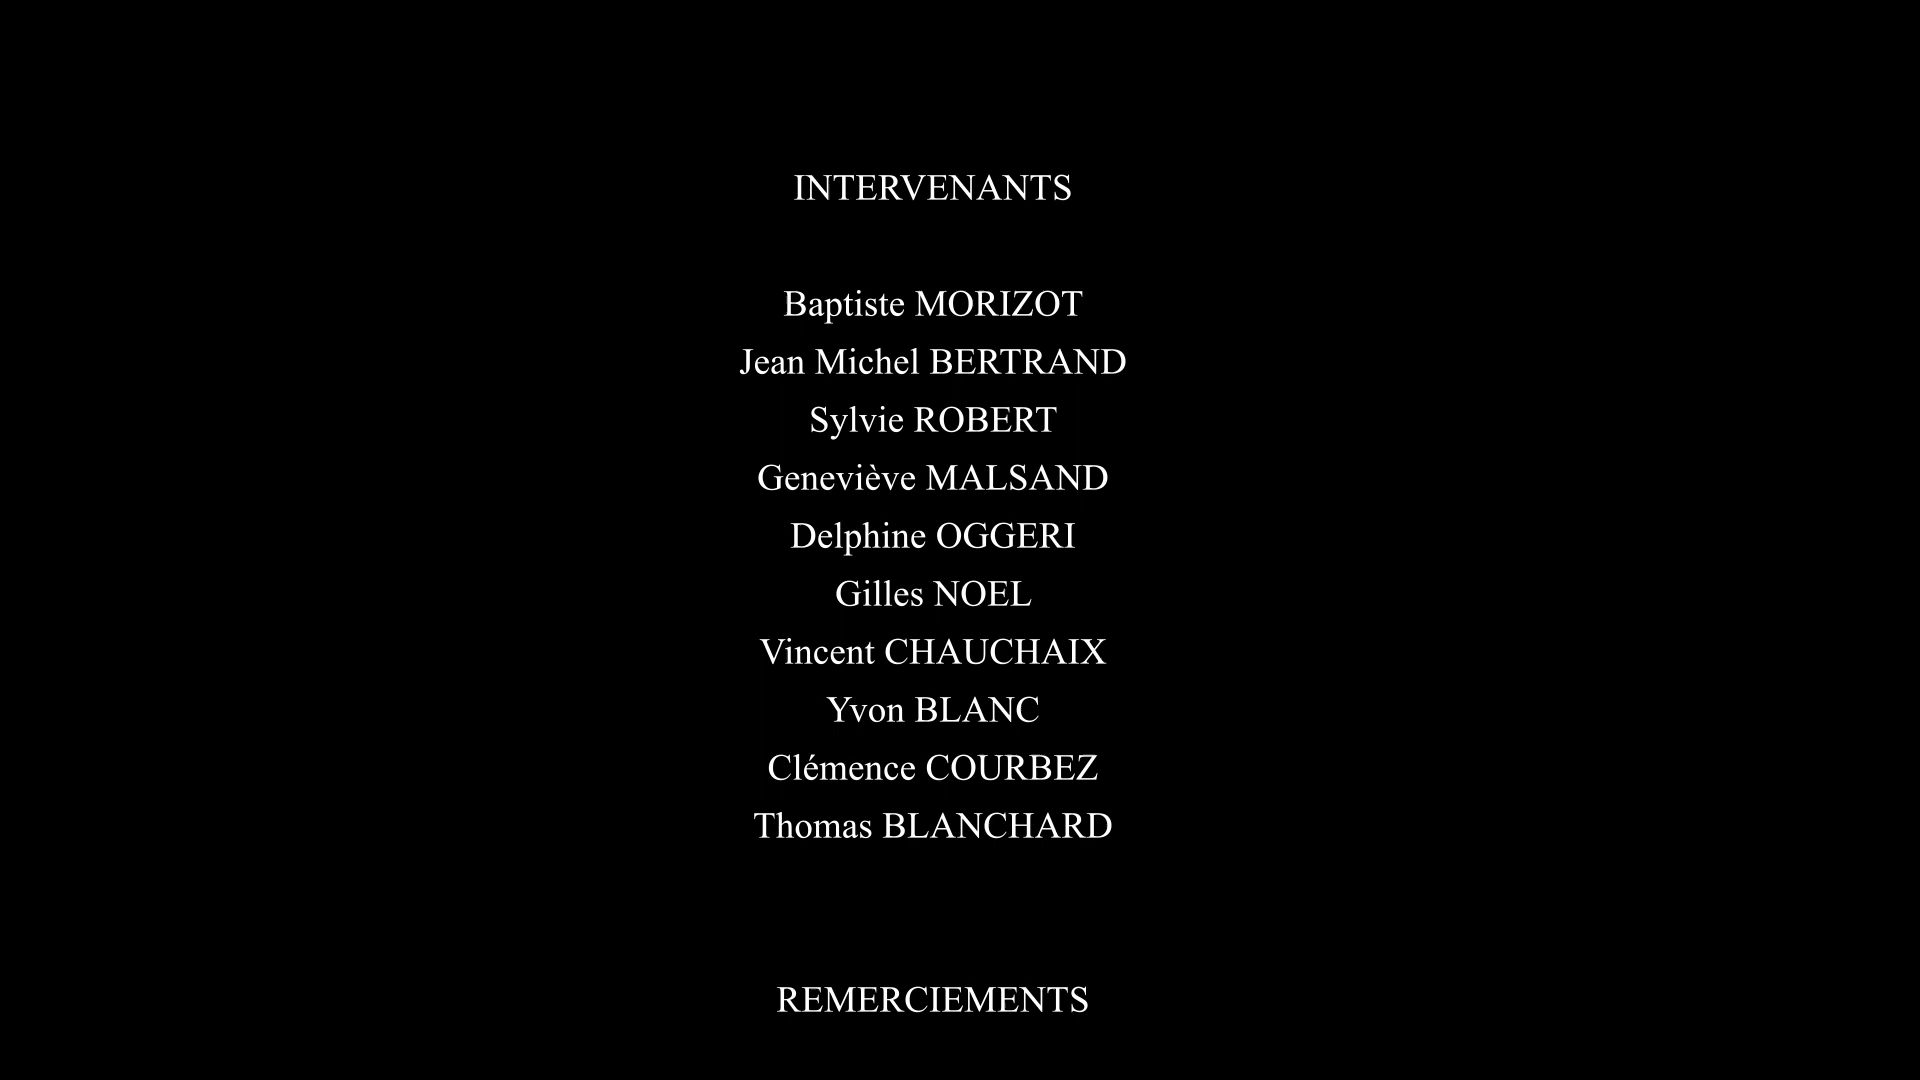 INTERVENANTS
Baptiste MORIZOT
Jean Michel BERTRAND
Sylvie ROBERT
Geneviève MALSAND
Delphine OGGERI
Gilles NOEL
Vincent CHAUCHAIX
Yvon BLANC
Clémence COURBEZ
Thomas BLANCHARD
REMERCIEMENTS